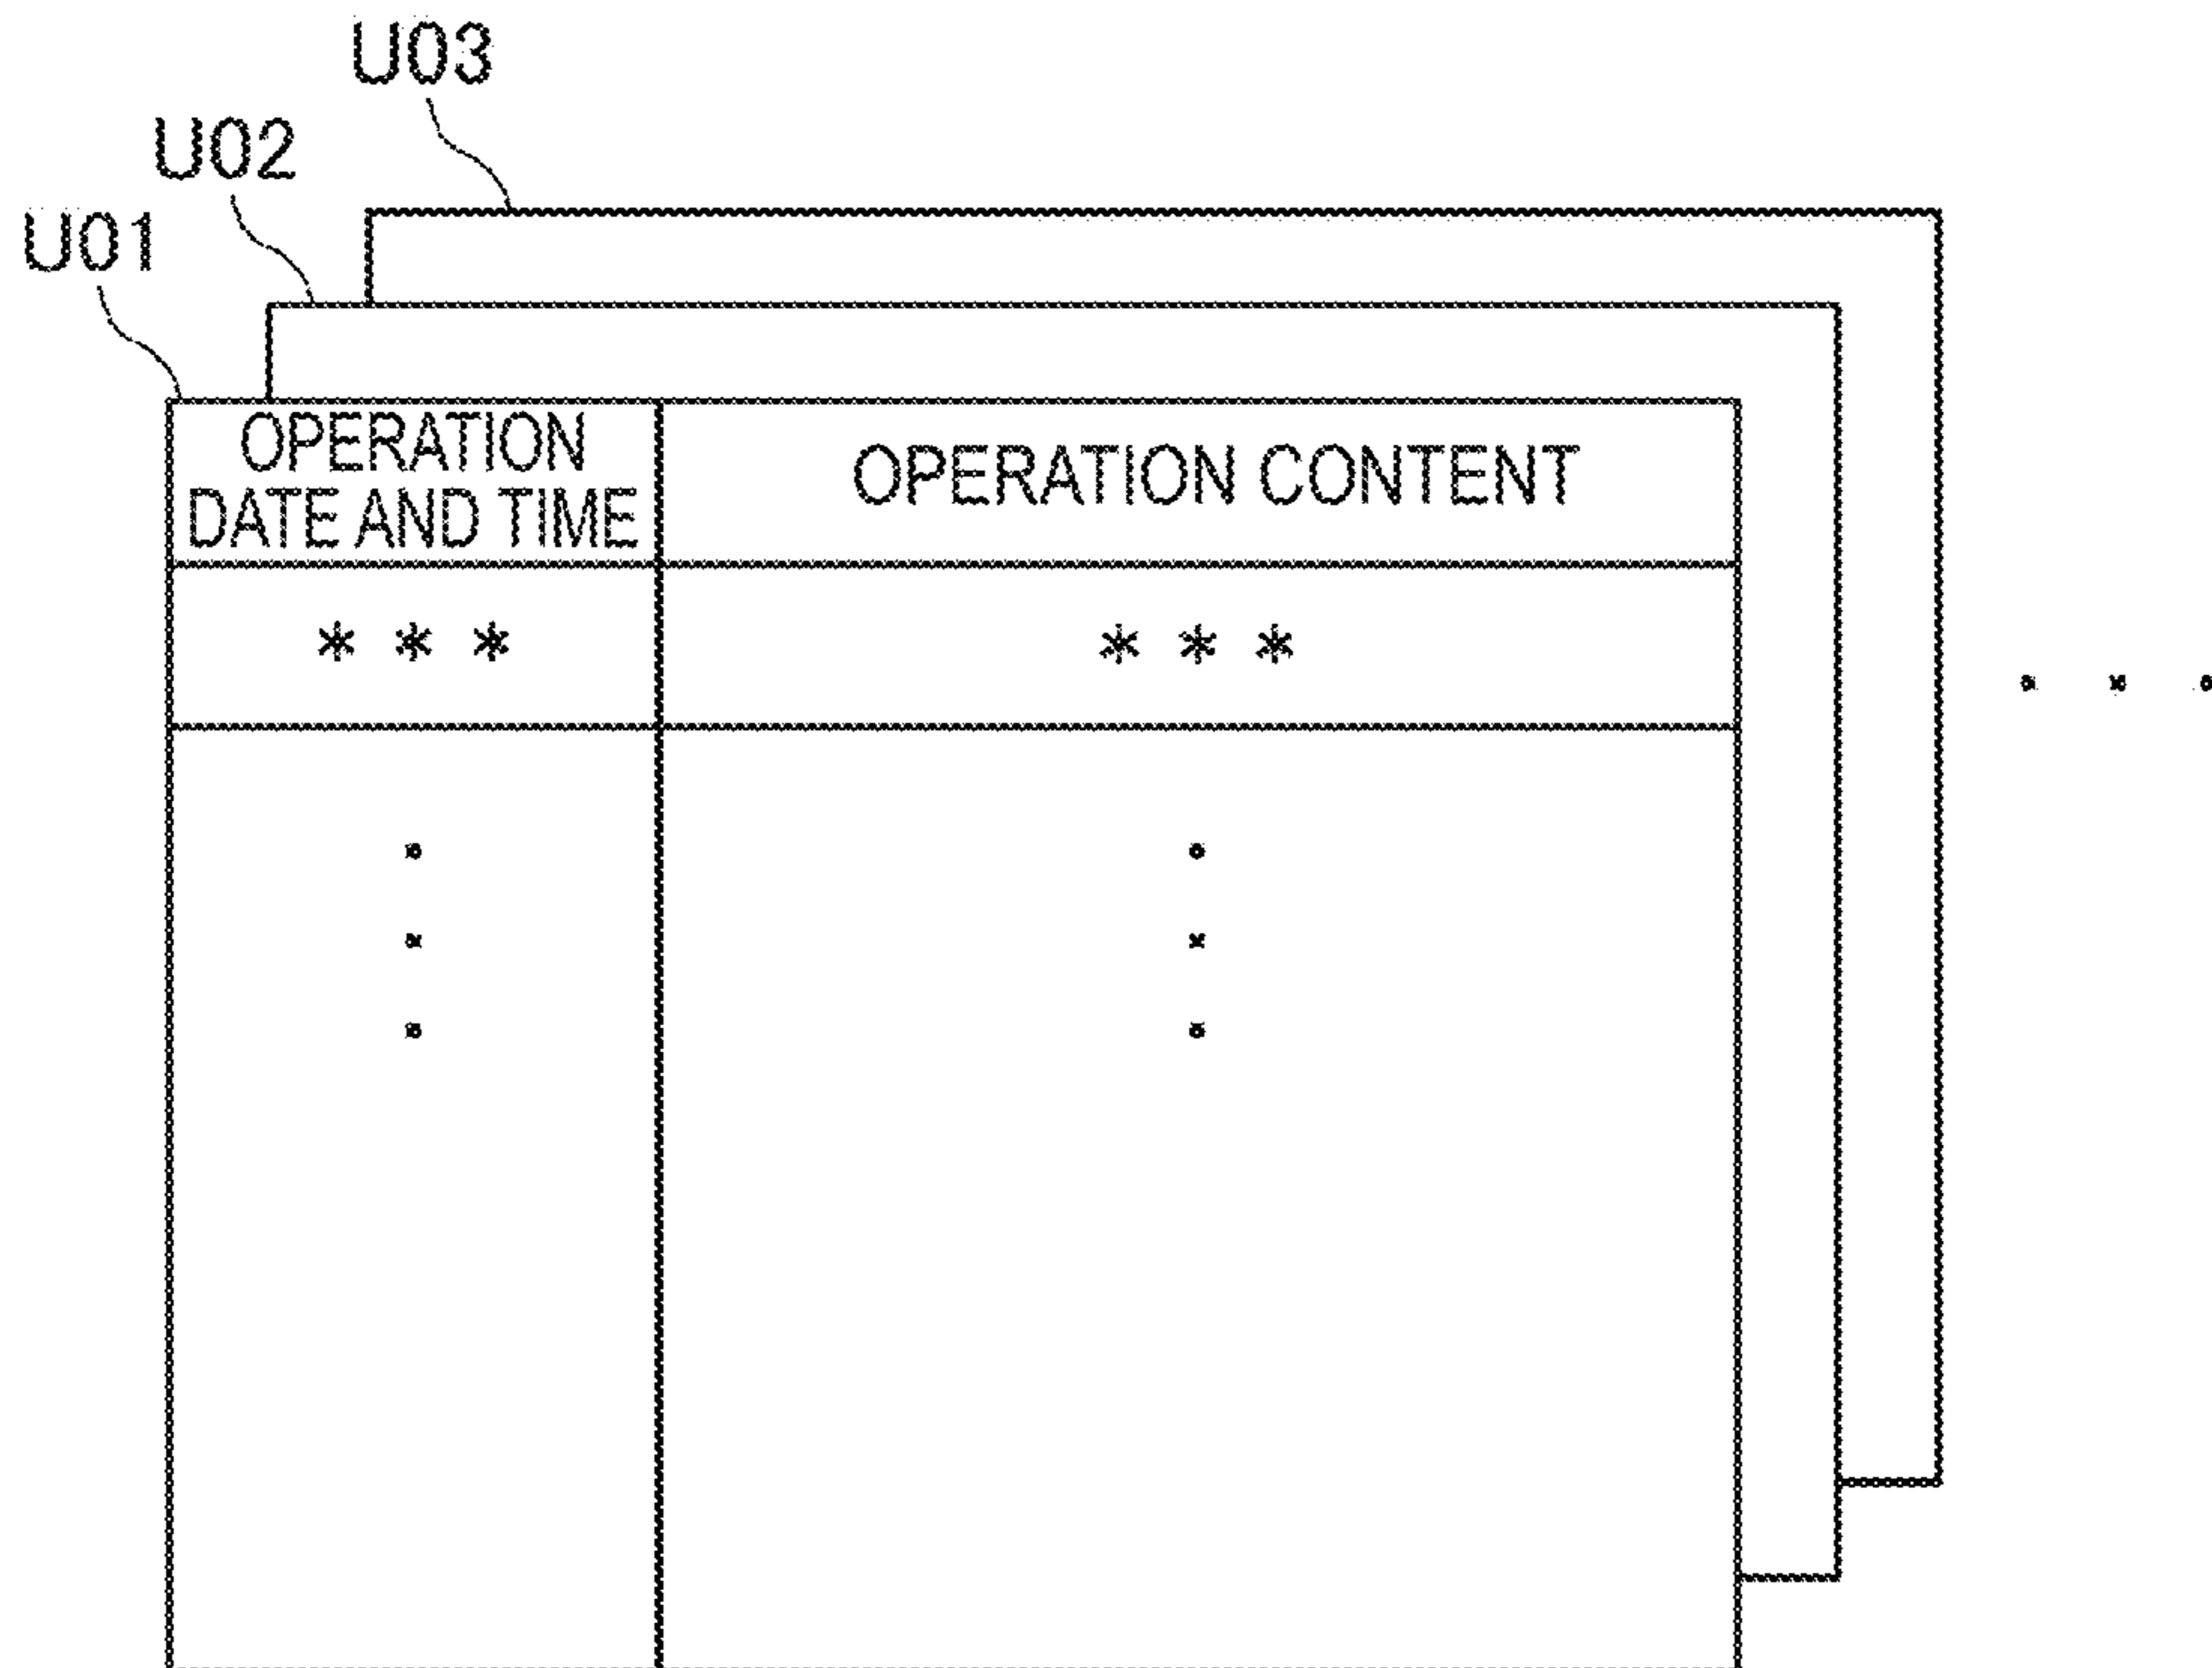 U03
U02
U01
OPERATION
DATE AND TIME
OPERATION CONTENT
* * *
* * *